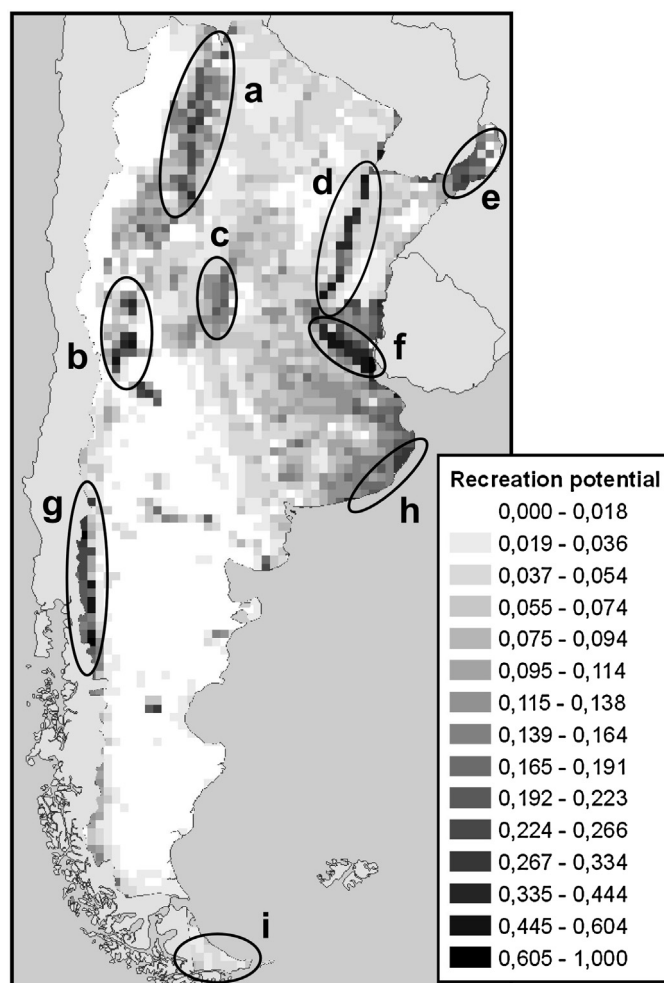 a
d
e
c
b
f
g
h
i
Recreation potential
0,000 - 0,018
0,019 - 0,036
0,037 - 0,054
0,055 - 0,074
0,075 - 0,094
0,095 - 0,114
0,115 - 0,138
0,139 - 0,164
0,165 - 0,191
0,192 - 0,223
0,224 - 0,266
0,267 - 0,334
0,335 - 0,444
0,445 - 0,604
0,605 - 1,000